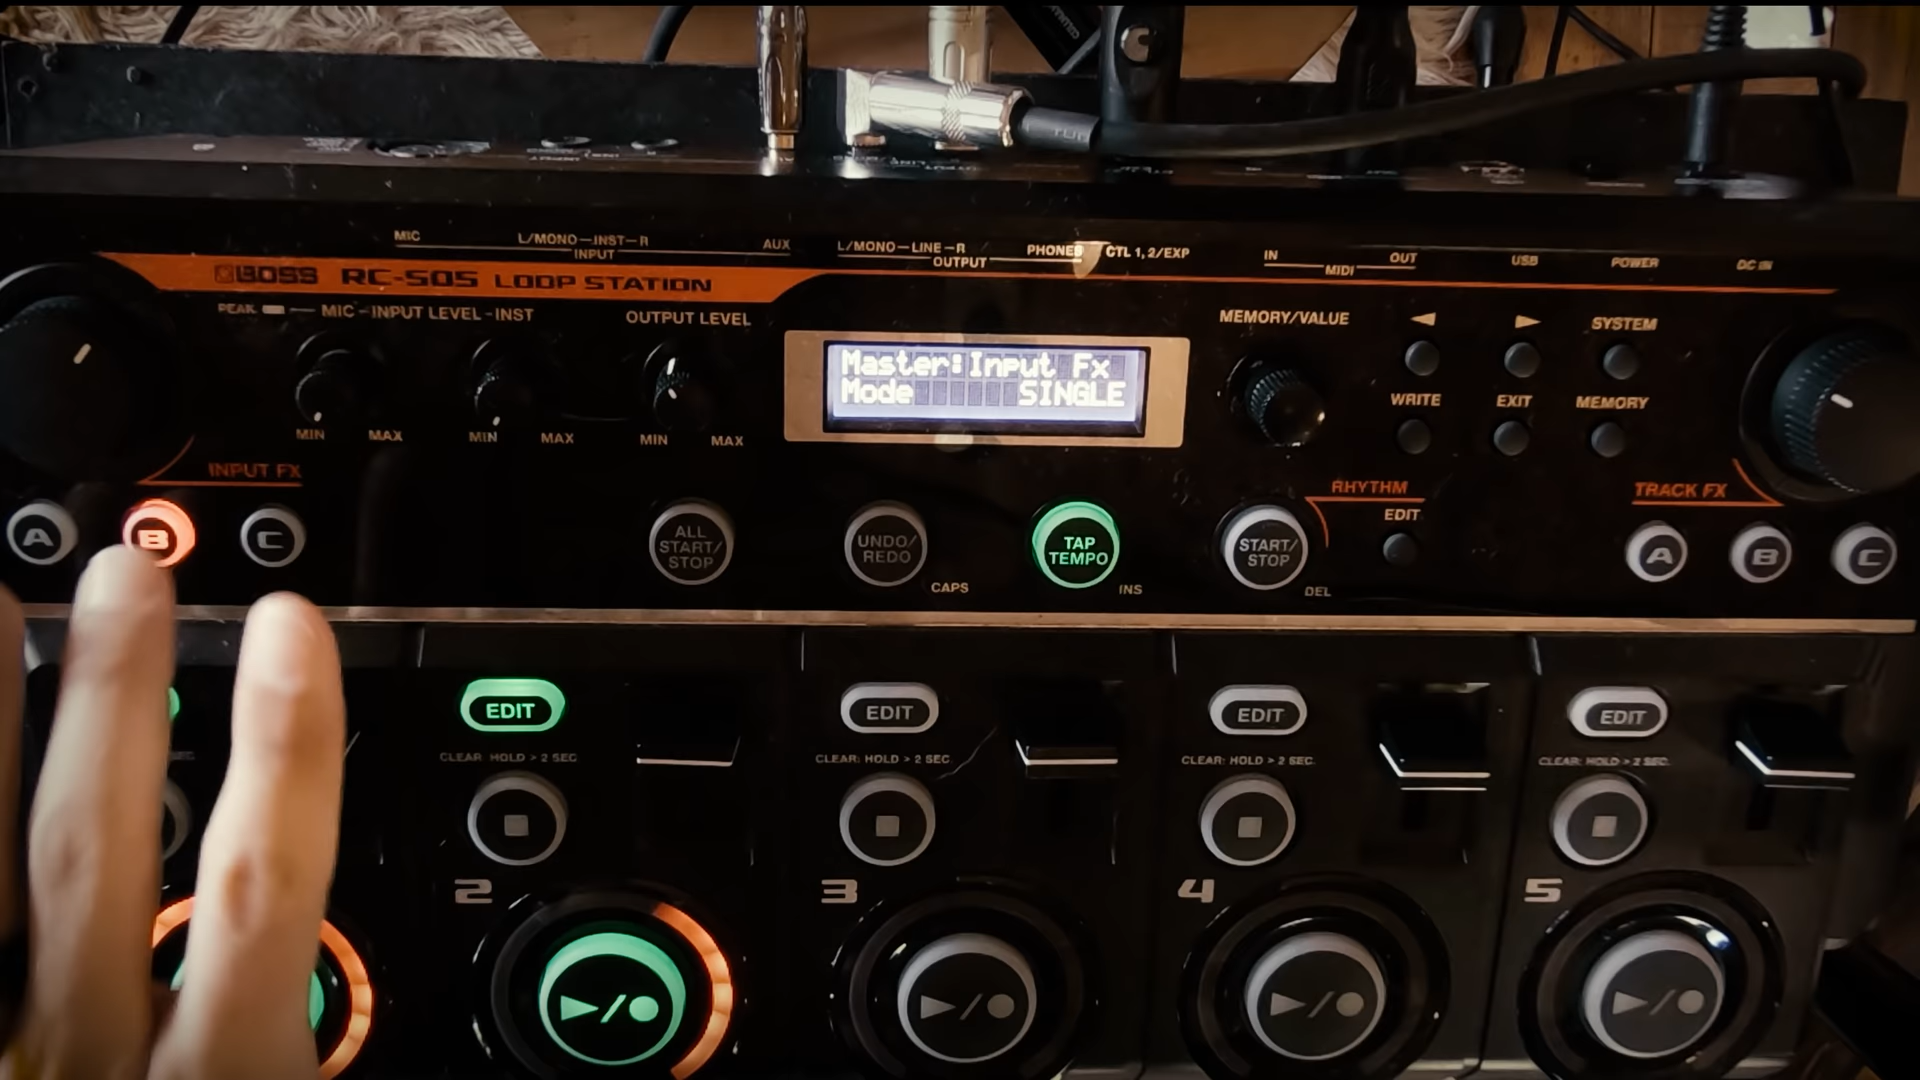 MIC
L/MONO—INST—R
INPUT
AUX
L/MONO—LINE—R
OUTPUT
PHONES
CTL 1, 2/EXP
IN
MIDI
OUT
USB
POWER
DC IN
BOSS RC-505 LOOP STATION
PEAK
MIC - INPUT LEVEL - INST
OUTPUT LEVEL
MIN
MAX
MIN
MAX
MIN
MAX
Master:Input Fx
Mode SINGLE
MEMORY/VALUE
◄
►
SYSTEM
WRITE
EXIT
MEMORY
INPUT FX
A
B
C
ALL
START/
STOP
UNDO/
REDO
CAPS
TAP
TEMPO
INS
START/
STOP
DEL
RHYTHM
EDIT
TRACK FX
A
B
C
EDIT
EDIT
EDIT
EDIT
CLEAR: HOLD > 2 SEC.
CLEAR: HOLD > 2 SEC.
CLEAR: HOLD > 2 SEC.
CLEAR: HOLD > 2 SEC.
2
3
4
5